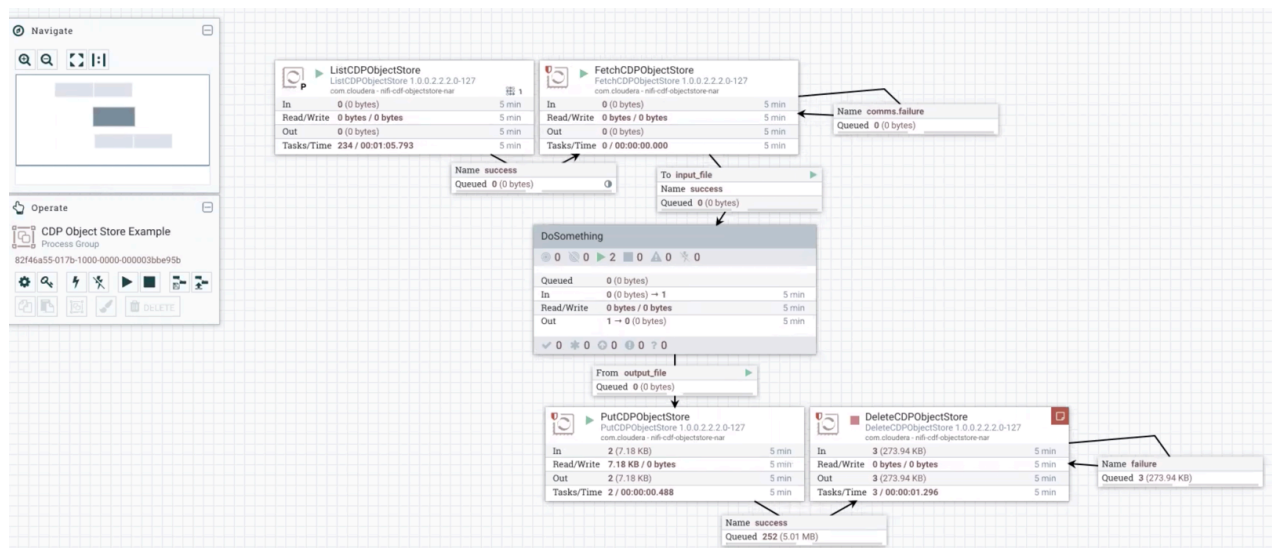 Navigate
Operate
CDP Object Store Example
Process Group
82f46a55-017b-1000-0000-000003bbe95b
DELETE
ListCDPObjectStore
ListCDPObjectStore 1.0.0.2.2.2.0-127
com.cloudera - nifi-cdf-objectstore-nar
P
1
In 0 (0 bytes) 5 min
Read/Write 0 bytes / 0 bytes 5 min
Out 0 (0 bytes) 5 min
Tasks/Time 234 / 00:01:05.793 5 min
FetchCDPObjectStore
FetchCDPObjectStore 1.0.0.2.2.2.0-127
com.cloudera - nifi-cdf-objectstore-nar
In 0 (0 bytes) 5 min
Read/Write 0 bytes / 0 bytes 5 min
Out 0 (0 bytes) 5 min
Tasks/Time 0 / 00:00:00.000 5 min
Name comms.failure
Queued 0 (0 bytes)
Name success
Queued 0 (0 bytes)
To input_file
Name success
Queued 0 (0 bytes)
DoSomething
0 0 2 0 0 0
Queued 0 (0 bytes)
In 0 (0 bytes) → 1 5 min
Read/Write 0 bytes / 0 bytes 5 min
Out 1 → 0 (0 bytes) 5 min
0 0 0 0 ? 0
From output_file
Queued 0 (0 bytes)
PutCDPObjectStore
PutCDPObjectStore 1.0.0.2.2.2.0-127
com.cloudera - nifi-cdf-objectstore-nar
In 2 (7.18 KB) 5 min
Read/Write 7.18 KB / 0 bytes 5 min
Out 2 (7.18 KB) 5 min
Tasks/Time 2 / 00:00:00.488 5 min
DeleteCDPObjectStore
DeleteCDPObjectStore 1.0.0.2.2.2.0-127
com.cloudera - nifi-cdf-objectstore-nar
In 3 (273.94 KB) 5 min
Read/Write 0 bytes / 0 bytes 5 min
Out 3 (273.94 KB) 5 min
Tasks/Time 3 / 00:00:01.296 5 min
Name failure
Queued 3 (273.94 KB)
Name success
Queued 252 (5.01 MB)